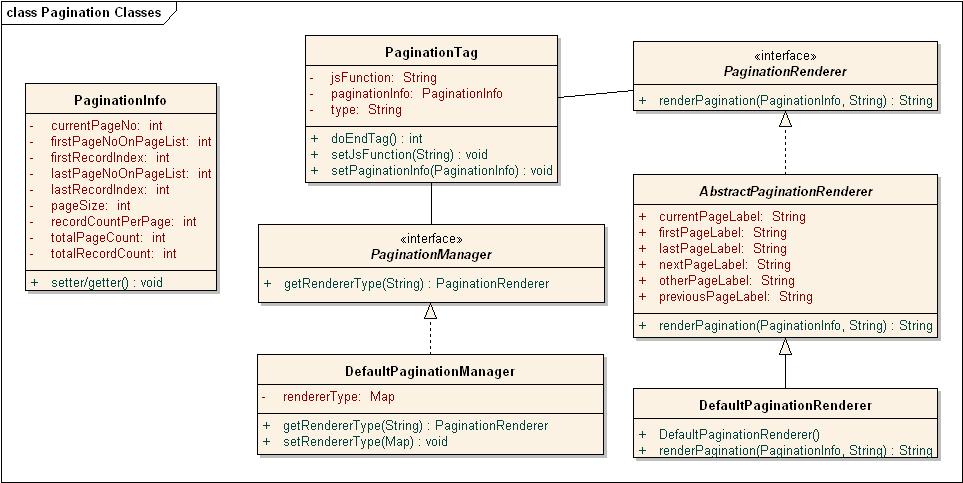 class Pagination Classes
PaginationInfo
- currentPageNo: int
- firstPageNoOnPageList: int
- firstRecordIndex: int
- lastPageNoOnPageList: int
- lastRecordIndex: int
- pageSize: int
- recordCountPerPage: int
- totalPageCount: int
- totalRecordCount: int
+ setter/getter() : void
PaginationTag
- jsFunction: String
- paginationInfo: PaginationInfo
- type: String
+ doEndTag() : int
+ setJsFunction(String) : void
+ setPaginationInfo(PaginationInfo) : void
«interface»
PaginationManager
+ getRendererType(String) : PaginationRenderer
DefaultPaginationManager
- rendererType: Map
+ getRendererType(String) : PaginationRenderer
+ setRendererType(Map) : void
«interface»
PaginationRenderer
+ renderPagination(PaginationInfo, String) : String
AbstractPaginationRenderer
+ currentPageLabel: String
+ firstPageLabel: String
+ lastPageLabel: String
+ nextPageLabel: String
+ otherPageLabel: String
+ previousPageLabel: String
+ renderPagination(PaginationInfo, String) : String
DefaultPaginationRenderer
+ DefaultPaginationRenderer()
+ renderPagination(PaginationInfo, String) : String